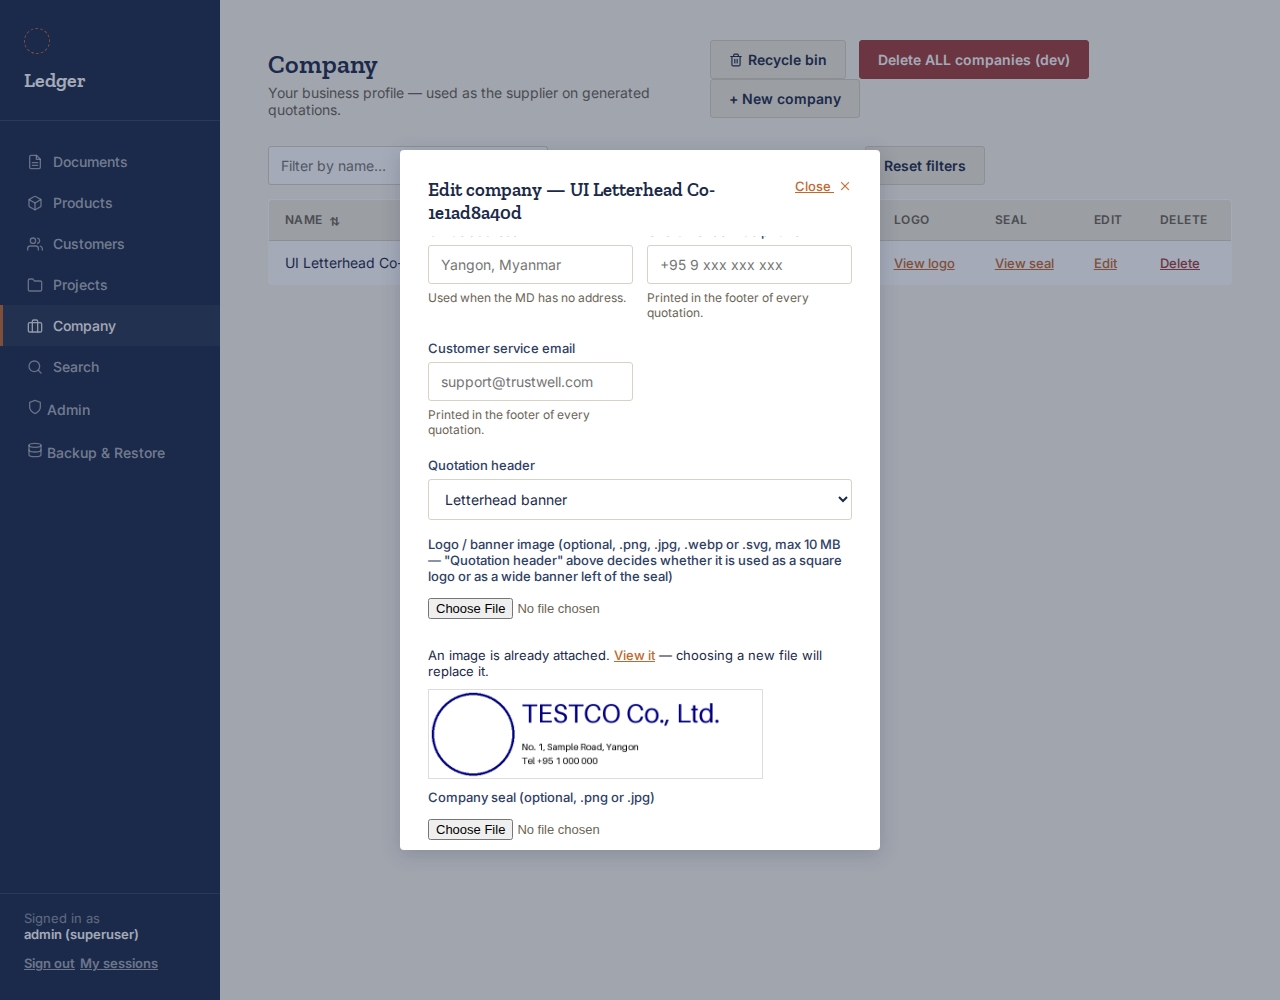 Ledger
Documents
Products
Customers
Projects
Company
Search
Admin
Backup & Restore
Signed in as
admin (superuser)
Sign out My sessions
Company
Your business profile — used as the supplier on generated
quotations.
Recycle bin
Delete ALL companies (dev)
+ New company
Filter by name...
Reset filters
NAME ⇅
LOGO
SEAL
EDIT
DELETE
UI Letterhead Co-
View logo
View seal
Edit
Delete
Edit company — UI Letterhead Co-
1e1ad8a40d
Close ×
Yangon, Myanmar
+95 9 xxx xxx xxx
Used when the MD has no address.
Printed in the footer of every
quotation.
Customer service email
support@trustwell.com
Printed in the footer of every
quotation.
Quotation header
Letterhead banner
Logo / banner image (optional, .png, .jpg, .webp or .svg, max 10 MB
— "Quotation header" above decides whether it is used as a square
logo or as a wide banner left of the seal)
Choose File No file chosen
An image is already attached. View it — choosing a new file will
replace it.
TESTCO Co., Ltd.
No. 1, Sample Road, Yangon
Tel +95 1 000 000
Company seal (optional, .png or .jpg)
Choose File No file chosen